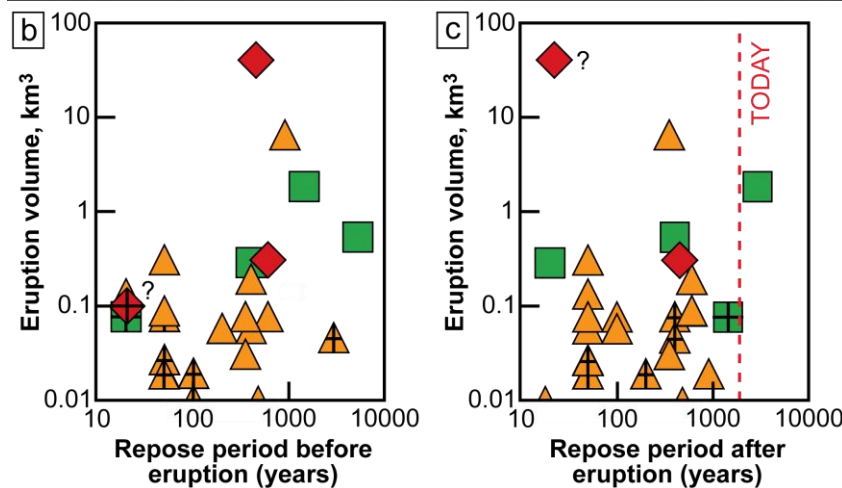 b
100
10
1
0.1
0.01
Eruption volume, km³
?
10
100
1000
10000
Repose period before
eruption (years)
c
100
10
1
0.1
0.01
Eruption volume, km³
?
TODAY
10
100
1000
10000
Repose period after
eruption (years)